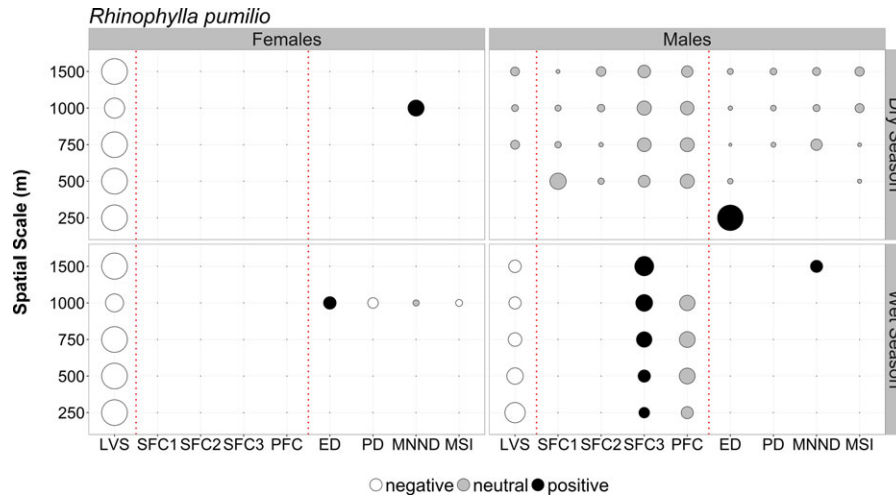 Rhinophylla pumilio
Females Males
1500
1000
750
500
250
Dry Season
1500
1000
750
500
250
Wet Season
Spatial Scale (m)
LVS SFC1 SFC2 SFC3 PFC ED PD MNND MSI LVS SFC1 SFC2 SFC3 PFC ED PD MNND MSI
negative neutral positive